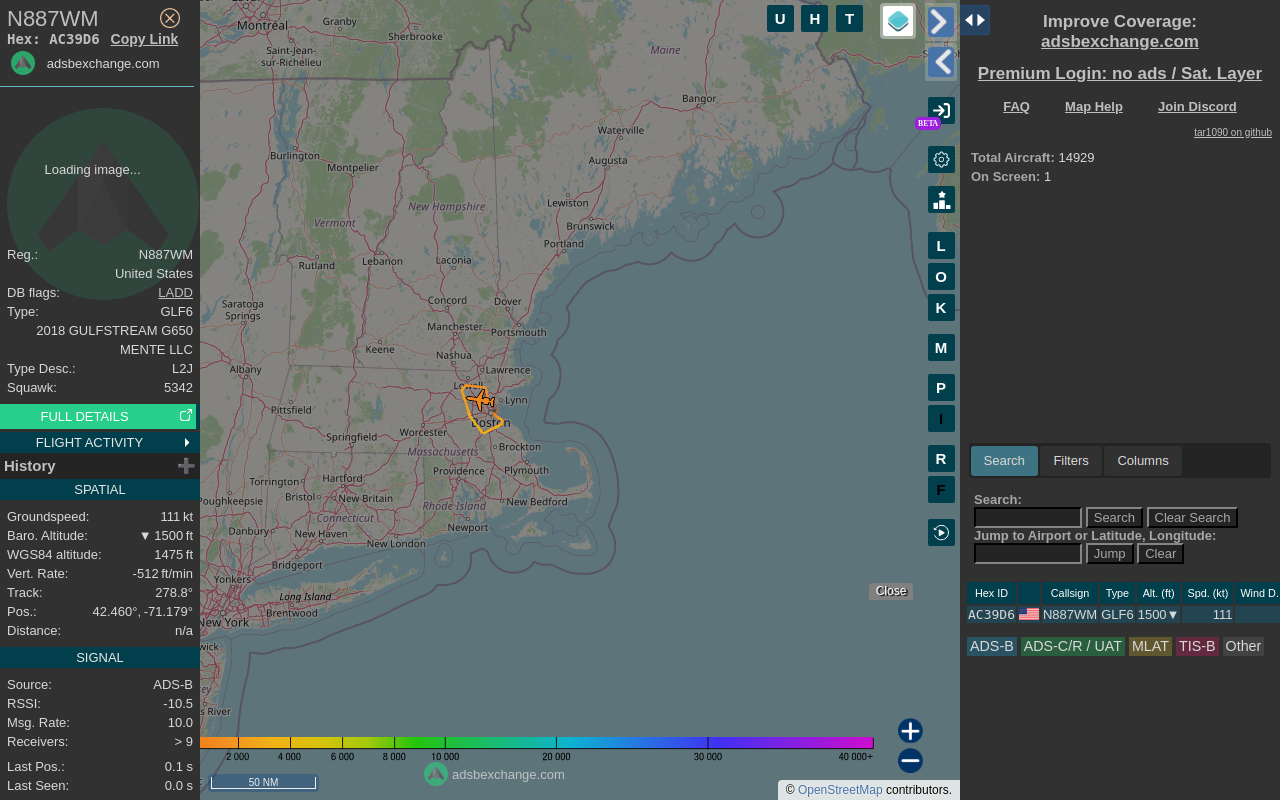 N887WM
Hex: AC39D6 Copy Link
adsbexchange.com
Loading image...
Reg.: N887WM
United States
DB flags: LADD
Type: GLF6
2018 GULFSTREAM G650
MENTE LLC
Type Desc.: L2J
Squawk: 5342
FULL DETAILS
FLIGHT ACTIVITY
History
SPATIAL
Groundspeed: 111 kt
Baro. Altitude: ▼ 1500 ft
WGS84 altitude: 1475 ft
Vert. Rate: -512 ft/min
Track: 278.8°
Pos.: 42.460°, -71.179°
Distance: n/a
SIGNAL
Source: ADS-B
RSSI: -10.5
Msg. Rate: 10.0
Receivers: > 9
Last Pos.: 0.1 s
Last Seen: 0.0 s
Montréal
Granby
Sherbrooke
Saint-Jean-
sur-Richelieu
Maine
Bangor
Waterville
Augusta
Burlington
Montpelier
Lewiston
New Hampshire
Brunswick
Vermont
Portland
Rutland
Lebanon
Laconia
Saratoga
Springs
Concord
Dover
Manchester
Portsmouth
Keene
Nashua
Albany
Lawrence
Lowell
Lynn
Pittsfield
Boston
Worcester
Springfield
Massachusetts
Brockton
Torrington
Hartford
Providence
Plymouth
Poughkeepsie
Bristol
New Britain
Rhode Island
New Bedford
Connecticut
Danbury
New Haven
Newport
New London
Bridgeport
Yonkers
Long Island
Brentwood
New York
U H T
BETA
L
O
K
M
P
I
R
F
Close
2 000 4 000 6 000 8 000 10 000 20 000 30 000 40 000+
50 NM
adsbexchange.com
© OpenStreetMap contributors.
Improve Coverage:
adsbexchange.com
Premium Login: no ads / Sat. Layer
FAQ Map Help Join Discord
tar1090 on github
Total Aircraft: 14929
On Screen: 1
Search Filters Columns
Search:
Search Clear Search
Jump to Airport or Latitude, Longitude:
Jump Clear
Hex ID Callsign Type Alt. (ft) Spd. (kt) Wind D.
AC39D6 N887WM GLF6 1500▼ 111
ADS-B ADS-C/R / UAT MLAT TIS-B Other